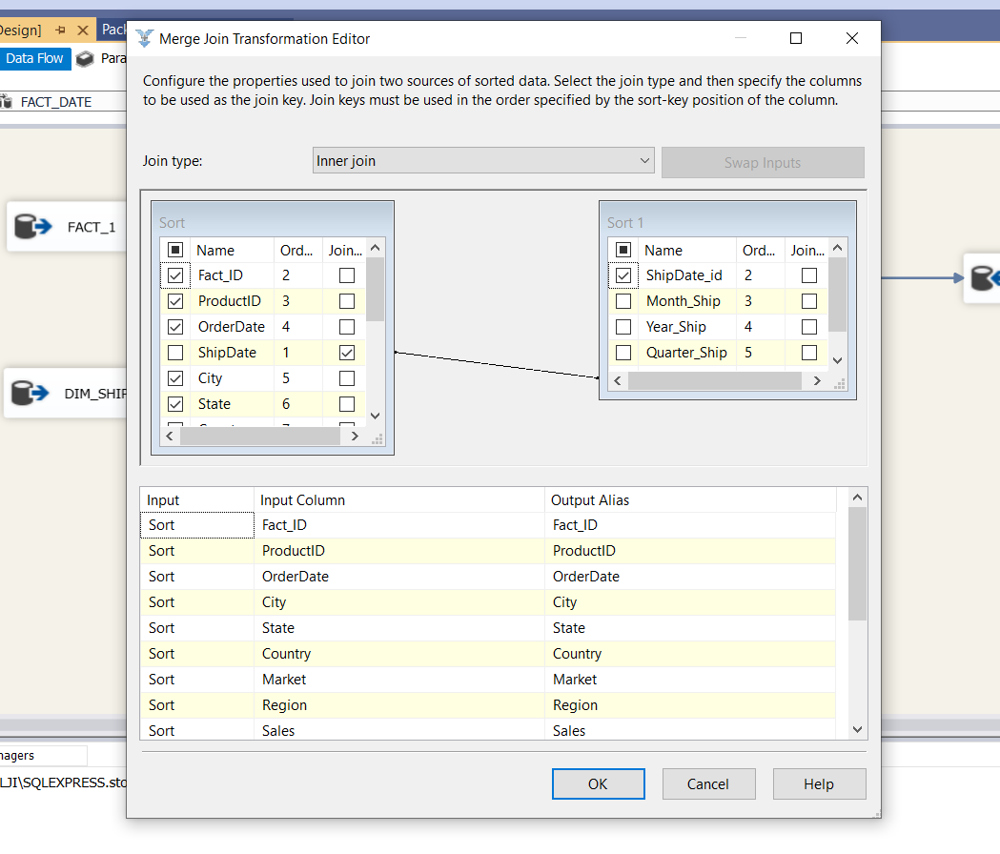 Design]
Pack
Merge Join Transformation Editor
Data Flow
Para
FACT_DATE
Configure the properties used to join two sources of sorted data. Select the join type and then specify the columns
to be used as the join key. Join keys must be used in the order specified by the sort-key position of the column.
Join type:
Inner join
Swap Inputs
FACT_1
DIM_SHIP
Sort
Name Ord... Join...
Fact_ID 2
ProductID 3
OrderDate 4
ShipDate 1
City 5
State 6
Sort 1
Name Ord... Join...
ShipDate_id 2
Month_Ship 3
Year_Ship 4
Quarter_Ship 5
Input Input Column Output Alias
Sort Fact_ID Fact_ID
Sort ProductID ProductID
Sort OrderDate OrderDate
Sort City City
Sort State State
Sort Country Country
Sort Market Market
Sort Region Region
Sort Sales Sales
nagers
LJI\SQLEXPRESS.sto
OK
Cancel
Help